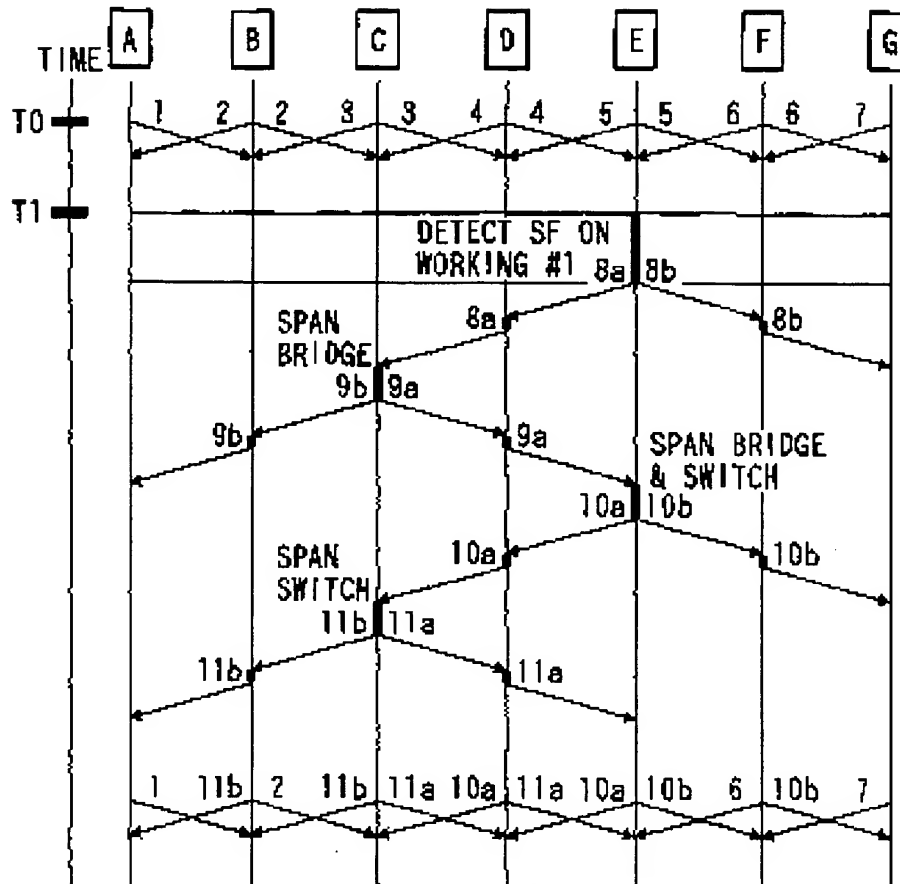 A B C D E F G
TIME
T0 1 2 2 3 3 4 4 5 5 6 6 7
T1
DETECT SF ON
WORKING #1 8a 8b
8a 8b
SPAN
BRIDGE
9b 9a
9b 9a
SPAN BRIDGE
& SWITCH
10a 10b
10a 10b
SPAN
SWITCH
11b 11a
11b 11a
1 11b 2 11b 11a 10a 11a 10a 10b 6 10b 7